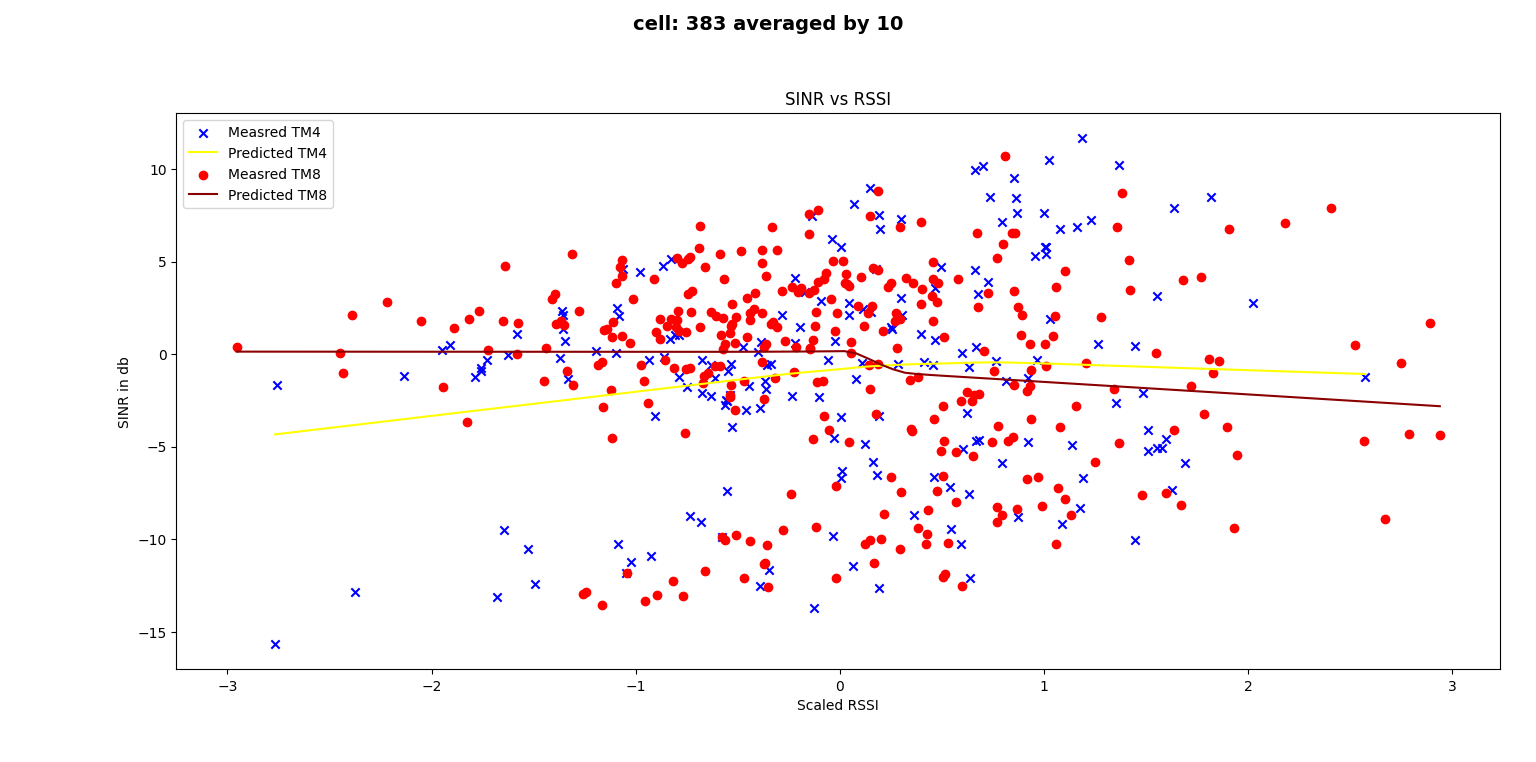 cell: 383 averaged by 10
SINR vs RSSI
Measred TM4
Predicted TM4
Measred TM8
Predicted TM8
10
5
0
−5
−10
−15
SINR in db
−3 −2 −1 0 1 2 3
Scaled RSSI